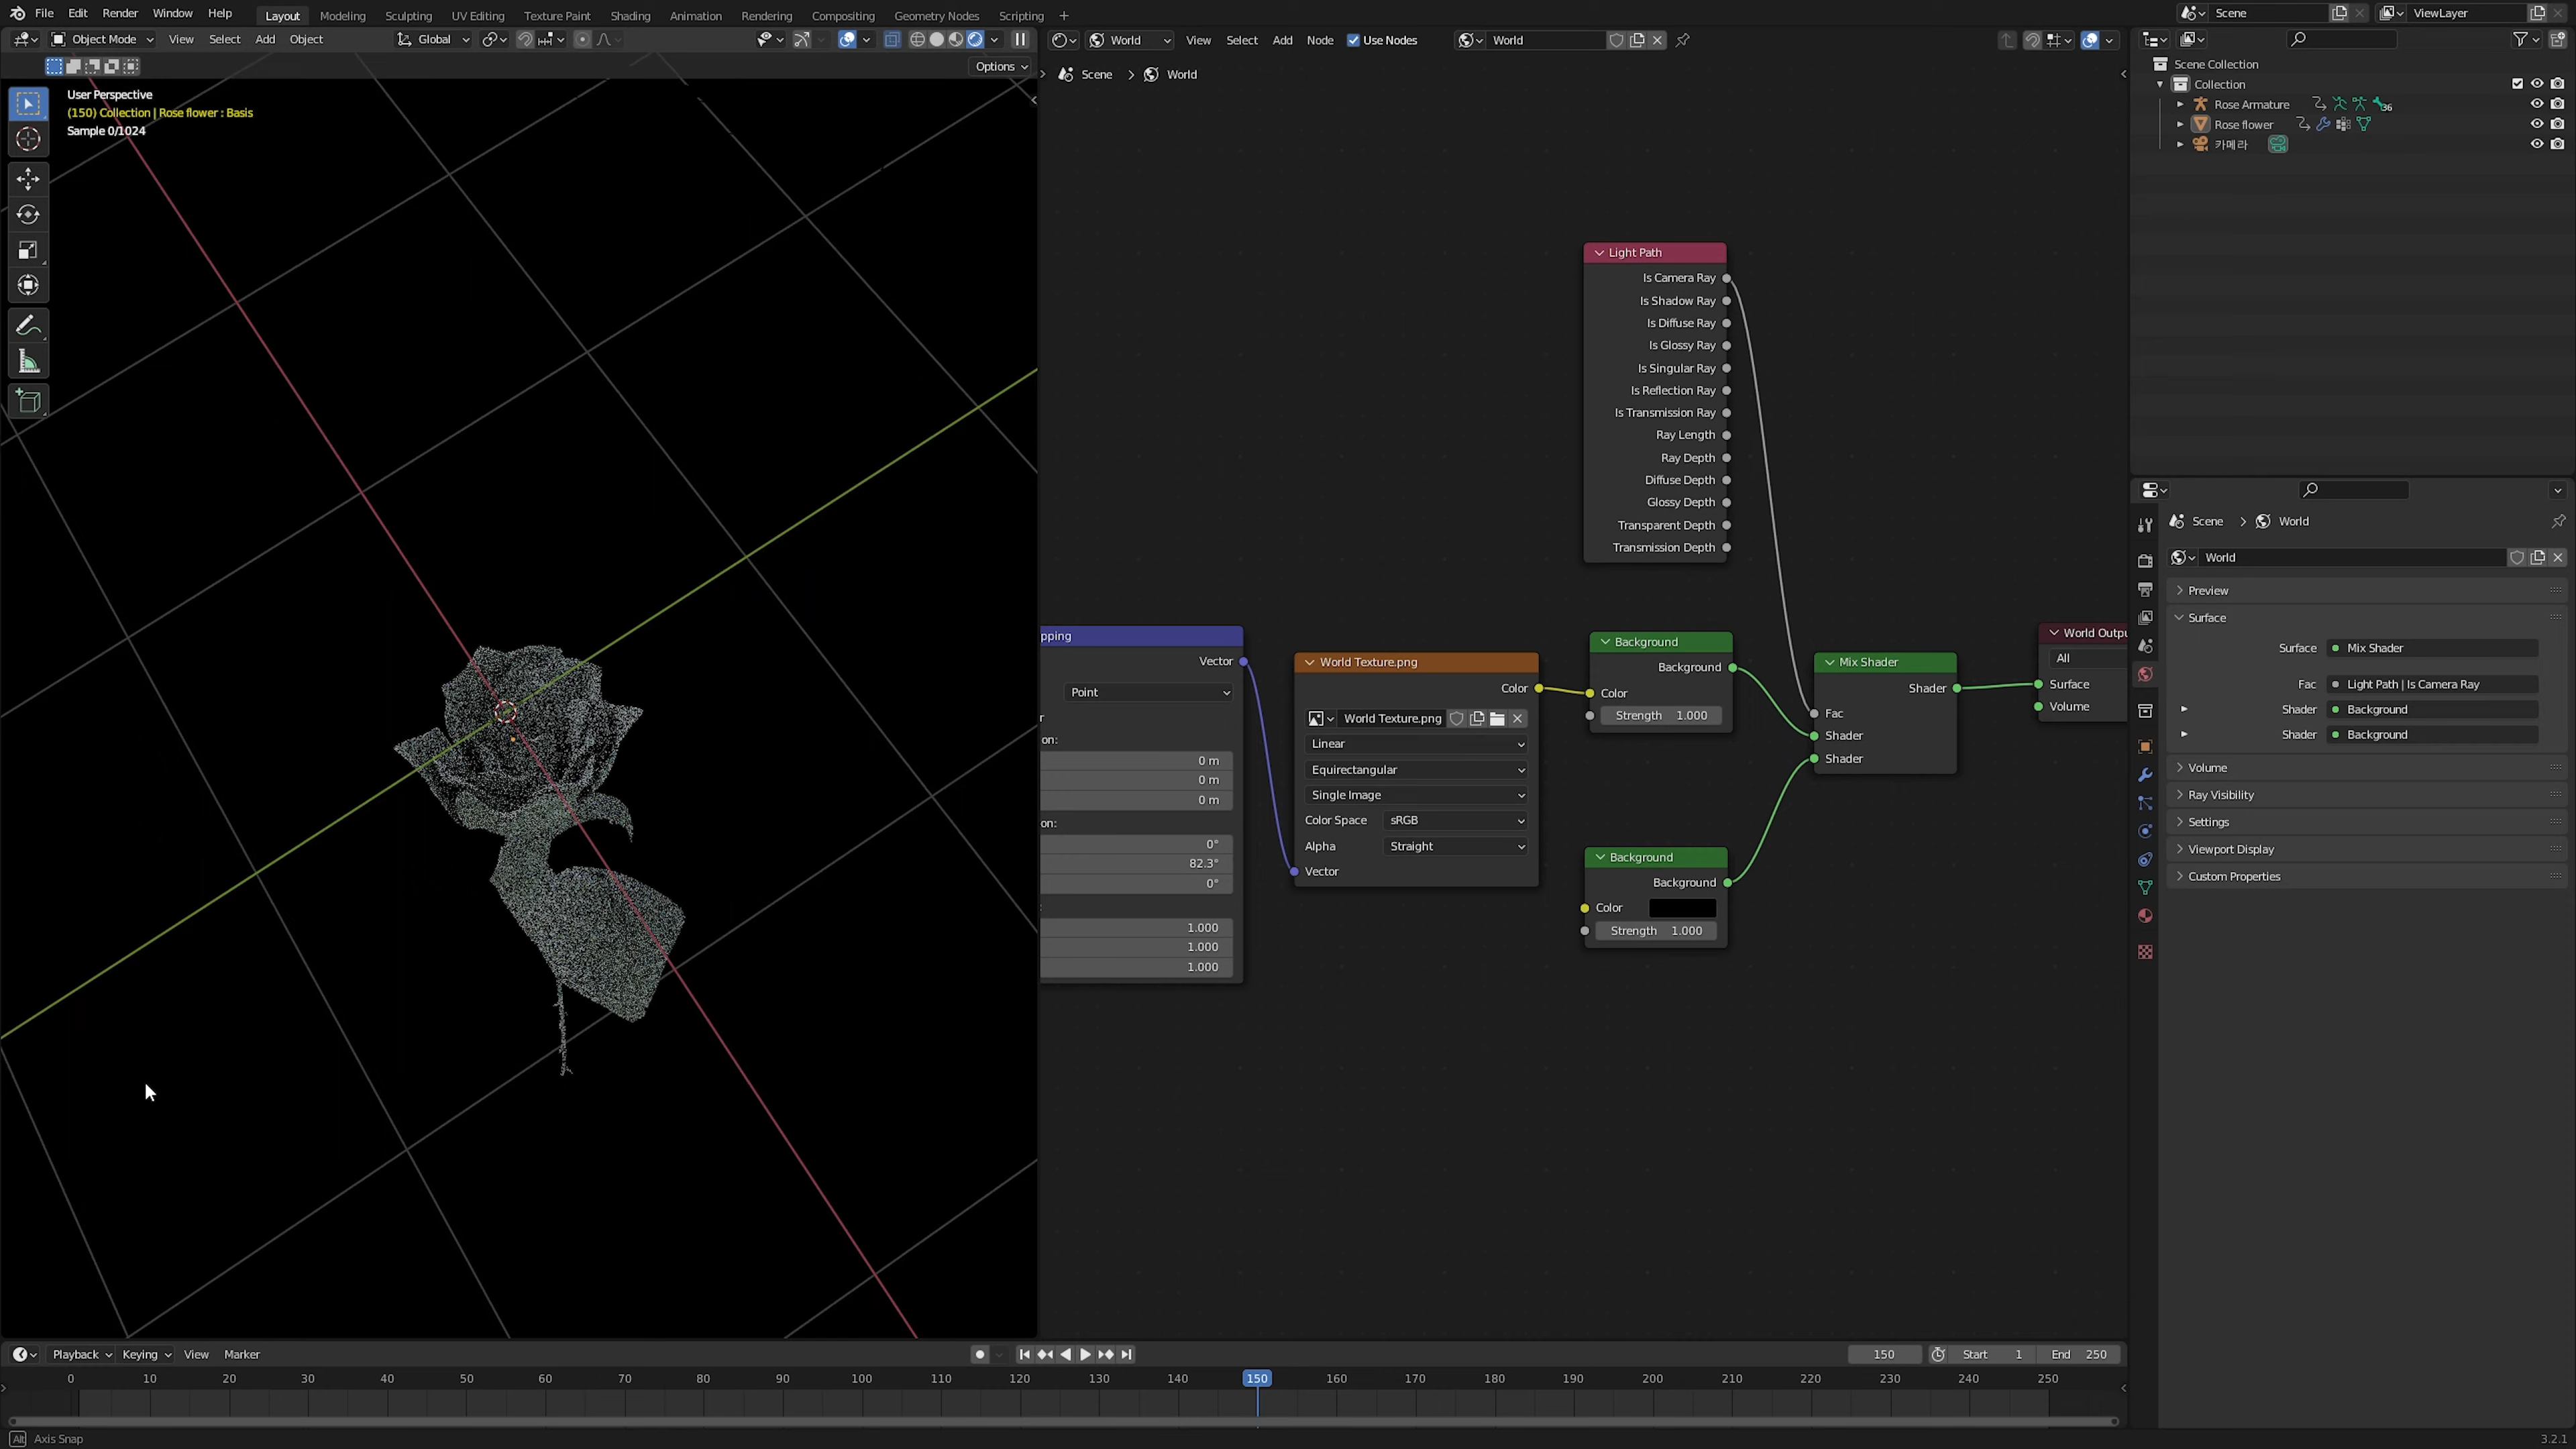 File Edit Render Window Help
Layout Modeling Sculpting UV Editing Texture Paint Shading Animation Rendering Compositing Geometry Nodes Scripting +
Scene
ViewLayer
Object Mode View Select Add Object Global
Options
User Perspective
(150) Collection | Rose flower : Basis
Sample 0/1024
World View Select Add Node Use Nodes World
Scene > World
Light Path
Is Camera Ray
Is Shadow Ray
Is Diffuse Ray
Is Glossy Ray
Is Singular Ray
Is Reflection Ray
Is Transmission Ray
Ray Length
Ray Depth
Diffuse Depth
Glossy Depth
Transparent Depth
Transmission Depth
pping
Vector
Point
on:
0 m
0 m
0 m
on:
0°
82.3°
0°
1.000
1.000
1.000
World Texture.png
Color
World Texture.png
Linear
Equirectangular
Single Image
Color Space sRGB
Alpha Straight
Vector
Background
Background
Color
Strength 1.000
Background
Background
Color
Strength 1.000
Mix Shader
Shader
Fac
Shader
Shader
World Outpu
All
Surface
Volume
Scene Collection
Collection
Rose Armature 36
Rose flower
카메라
Scene > World
World
Preview
Surface
Surface Mix Shader
Fac Light Path | Is Camera Ray
Shader Background
Shader Background
Volume
Ray Visibility
Settings
Viewport Display
Custom Properties
Playback Keying View Marker
150 Start 1 End 250
0 10 20 30 40 50 60 70 80 90 100 110 120 130 140 150 160 170 180 190 200 210 220 230 240 250
Alt Axis Snap
3.2.1